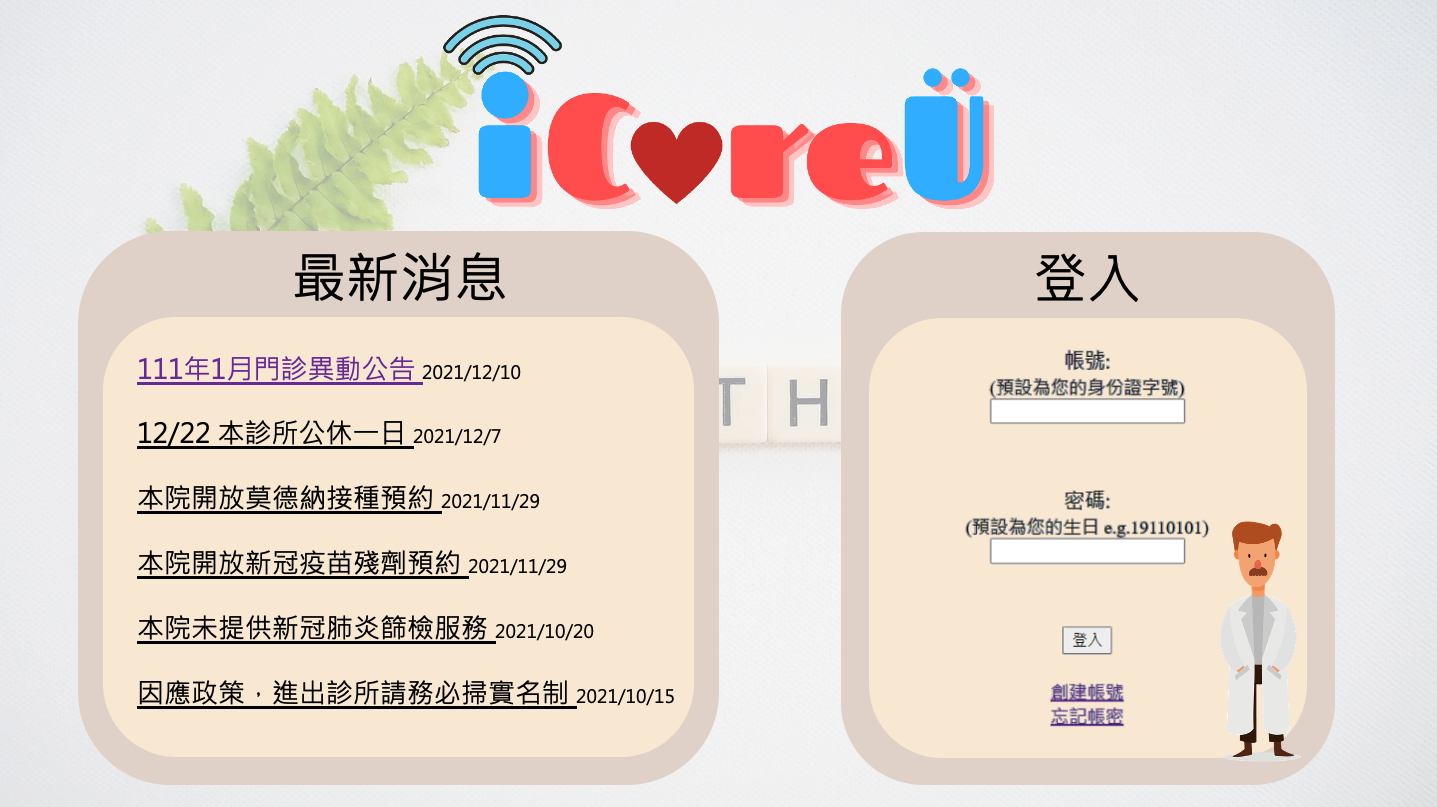 iC♥reÜ
最新消息
111年1月門診異動公告 2021/12/10
12/22 本診所公休一日 2021/12/7
本院開放莫德納接種預約 2021/11/29
本院開放新冠疫苗殘劑預約 2021/11/29
本院未提供新冠肺炎篩檢服務 2021/10/20
因應政策，進出診所請務必掃實名制 2021/10/15
TH
登入
帳號:
(預設為您的身份證字號)
密碼:
(預設為您的生日 e.g.19110101)
登入
創建帳號
忘記帳密